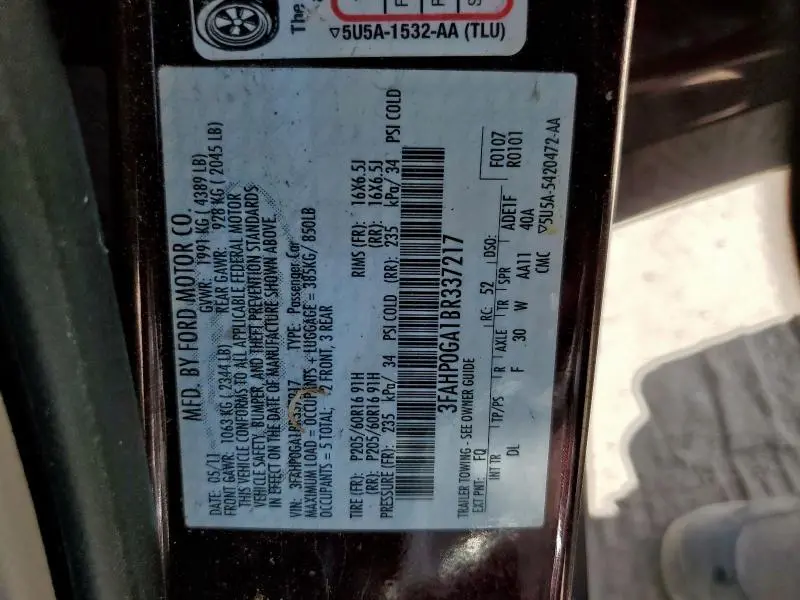 The
▽5U5A-1532-AA (TLU)
MFD. BY FORD MOTOR CO.
DATE: 05/11 GVWR: 1991 KG ( 4389 LB)
FRONT GAWR: 1063 KG ( 2344LB) REAR GAWR: 928 KG ( 2045 LB)
THIS VEHICLE CONFORMS TO ALL APPLICABLE FEDERAL MOTOR
VEHICLE SAFETY, BUMPER, AND THEFT PREVENTION STANDARDS
IN EFFECT ON THE DATE OF MANUFACTURE SHOWN ABOVE.
VIN: 3FAHP0GA1BR337217 TYPE: Passenger Car
MAXIMUM LOAD = OCCUPANTS + LUGGAGE = 385KG/ 850LB
OCCUPANTS = 5 TOTAL; 2 FRONT, 3 REAR
TIRE (FR): P205/60R16 91H RIMS (FR): 16X6.5J
(RR): P205/60R16 91H (RR): 16X6.5J
PRESSURE (FR): 235 kPa/ 34 PSI COLD (RR): 235 kPa/ 34 PSI COLD
3FAHP0GA1BR337217
TRAILER TOWING - SEE OWNER GUIDE
EXT PNT: FQ RC: 52 DSO: F0107
R0101
INT TR TP/PS R AXLE TR SPR ADE1F
DL F 30 W AA11 40A
CMC ▽5U5A-5420472-AA